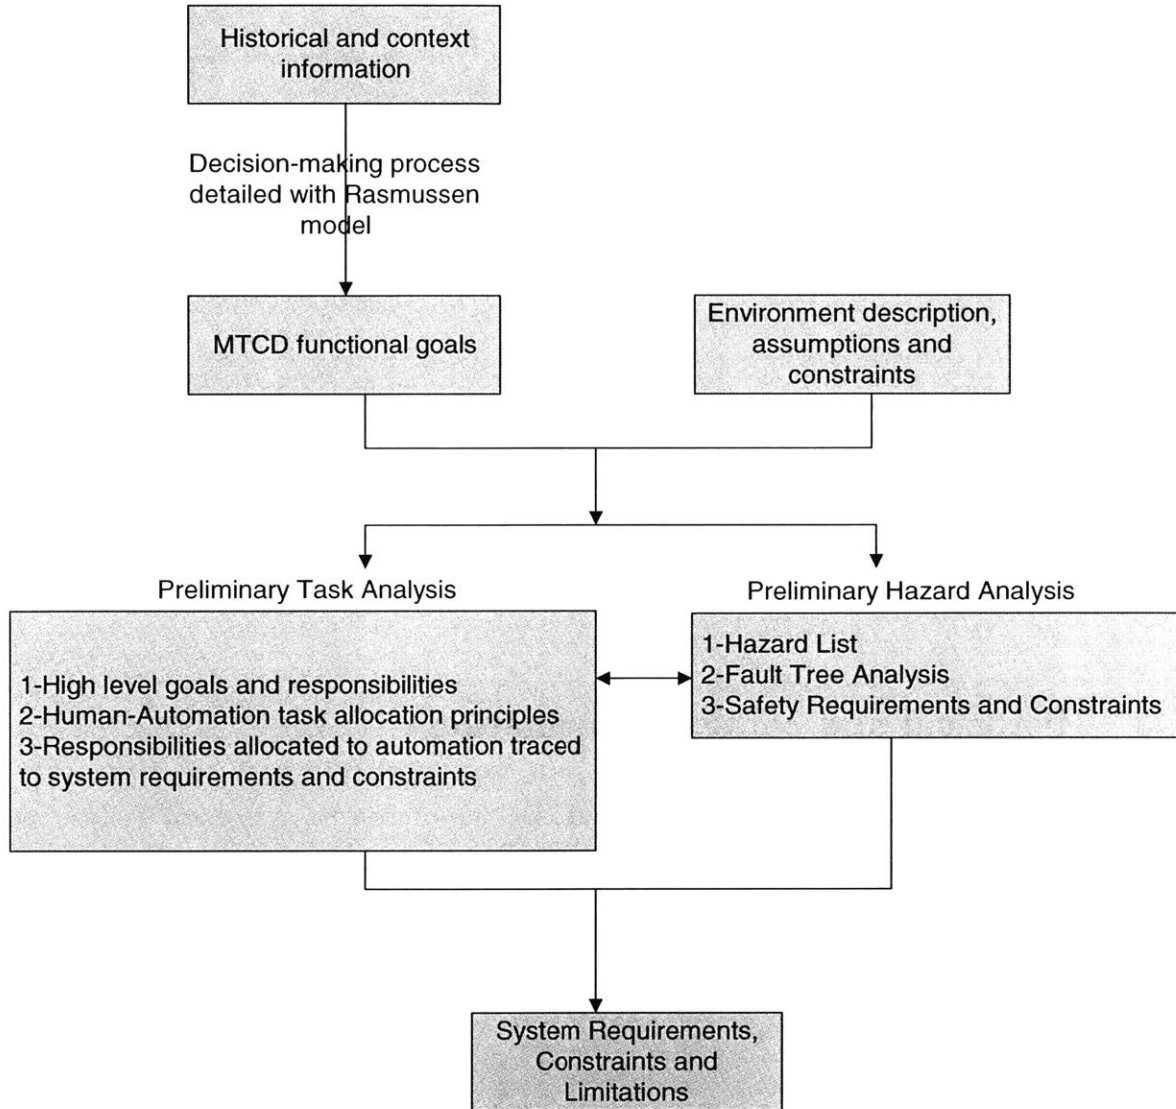 Historical and context
information
Decision-making process
detailed with Rasmussen
model
MTCD functional goals
Environment description,
assumptions and
constraints
Preliminary Task Analysis
1-High level goals and responsibilities
2-Human-Automation task allocation principles
3-Responsibilities allocated to automation traced
to system requirements and constraints
Preliminary Hazard Analysis
1-Hazard List
2-Fault Tree Analysis
3-Safety Requirements and Constraints
System Requirements,
Constraints and
Limitations